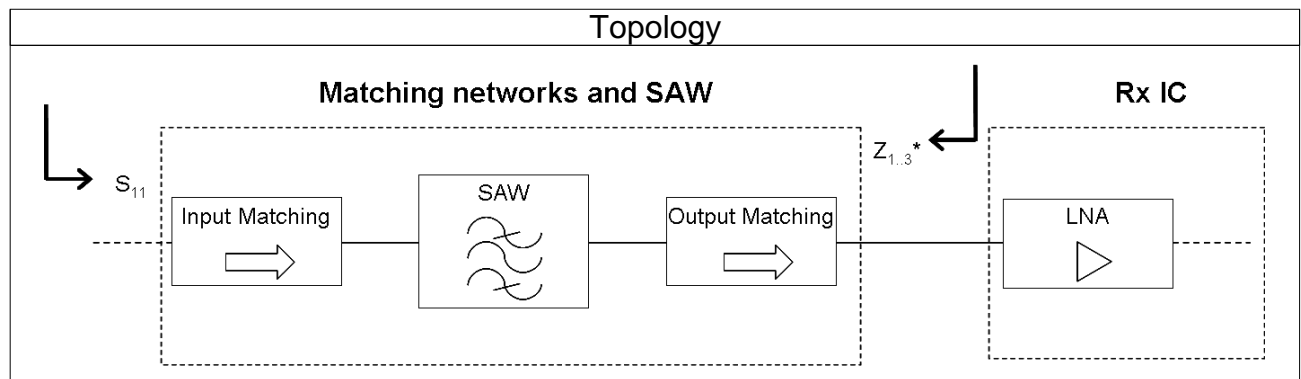 Topology
Matching networks and SAW
Rx IC
Z1..3*
S11
SAW
Input Matching
Output Matching
LNA